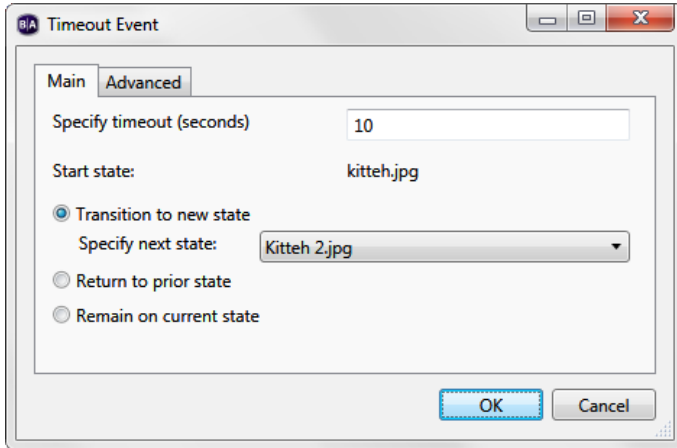 B|A Timeout Event
Main Advanced
Specify timeout (seconds) 10
Start state: kitteh.jpg
Transition to new state
Specify next state: Kitteh 2.jpg
Return to prior state
Remain on current state
OK Cancel